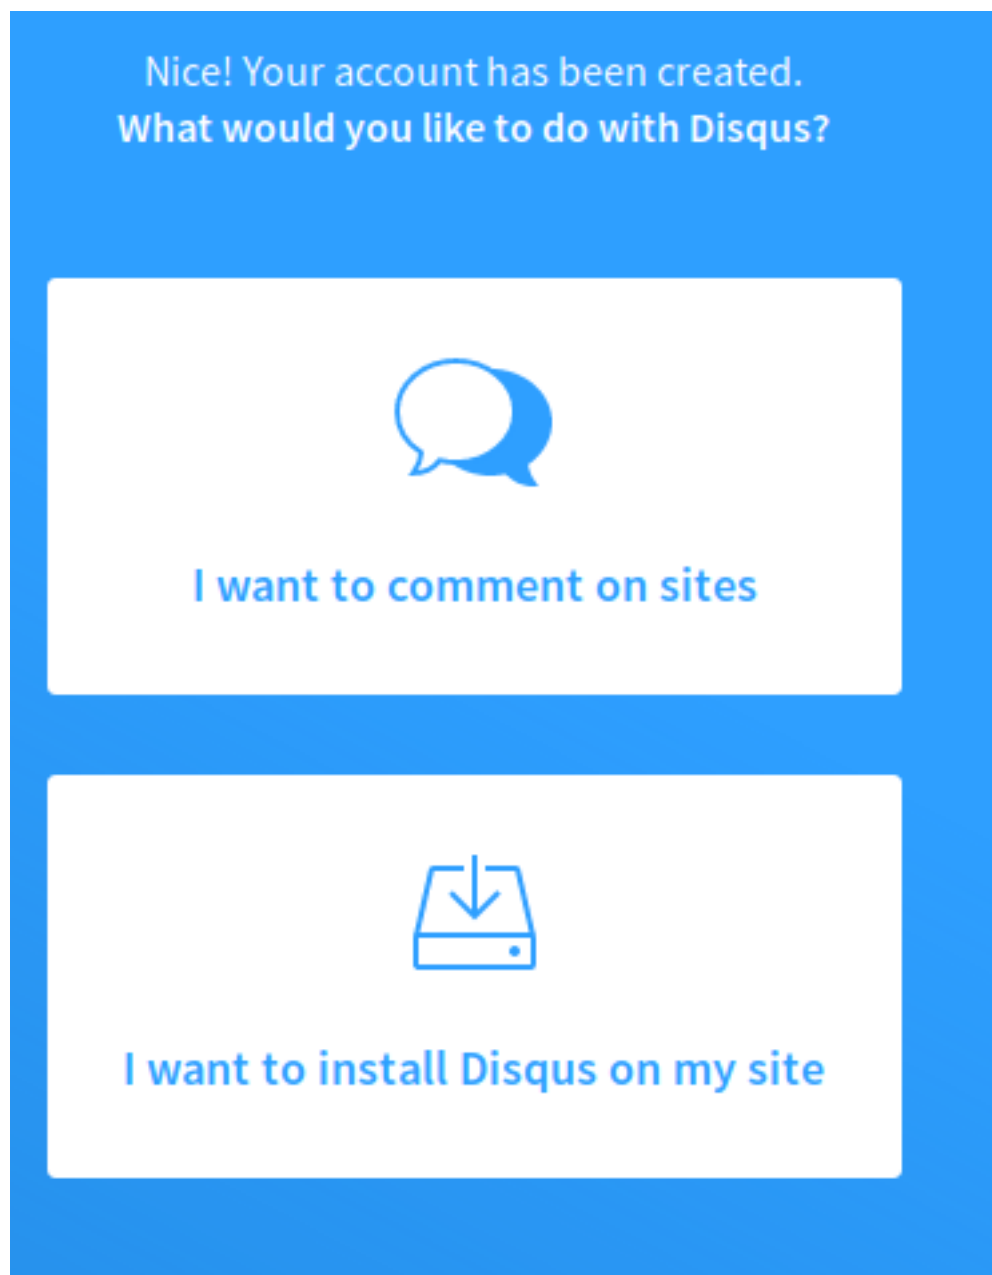 Nice! Your account has been created.
What would you like to do with Disqus?
I want to comment on sites
I want to install Disqus on my site